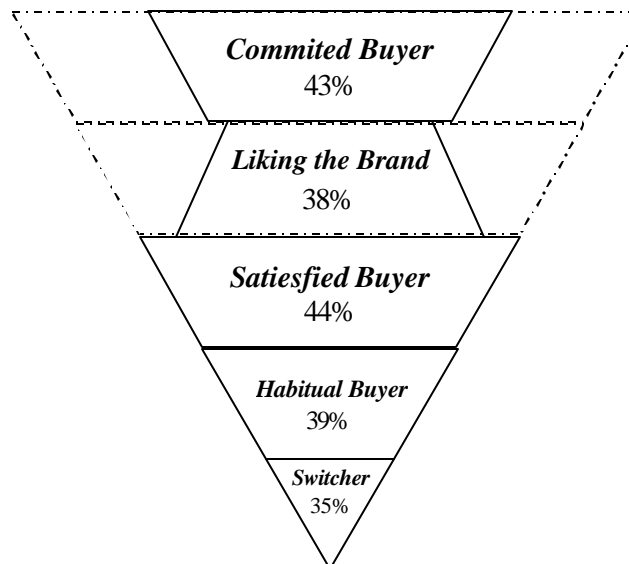 Commited Buyer
43%
Liking the Brand
38%
Satiesfied Buyer
44%
Habitual Buyer
39%
Switcher
35%